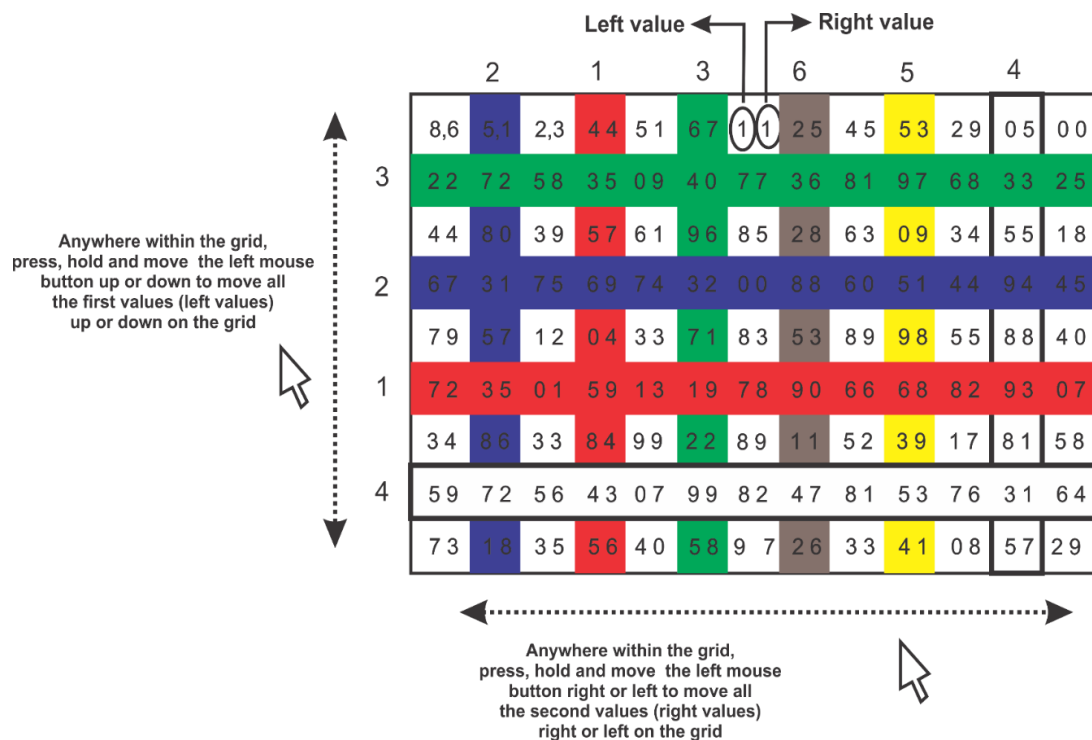 Left value Right value
2 1 3 6 5 4
8,6 5,1 2,3 4 4 5 1 6 7 1 1 2 5 4 5 5 3 2 9 0 5 0 0
3 2 2 7 2 5 8 3 5 0 9 4 0 7 7 3 6 8 1 9 7 6 8 3 3 2 5
4 4 8 0 3 9 5 7 6 1 9 6 8 5 2 8 6 3 0 9 3 4 5 5 1 8
2 6 7 3 1 7 5 6 9 7 4 3 2 0 0 8 8 6 0 5 1 4 4 9 4 4 5
7 9 5 7 1 2 0 4 3 3 7 1 8 3 5 3 8 9 9 8 5 5 8 8 4 0
1 7 2 3 5 0 1 5 9 1 3 1 9 7 8 9 0 6 6 6 8 8 2 9 3 0 7
3 4 8 6 3 3 8 4 9 9 2 2 8 9 1 1 5 2 3 9 1 7 8 1 5 8
4 5 9 7 2 5 6 4 3 0 7 9 9 8 2 4 7 8 1 5 3 7 6 3 1 6 4
7 3 1 8 3 5 5 6 4 0 5 8 9 7 2 6 3 3 4 1 0 8 5 7 2 9
Anywhere within the grid,
press, hold and move the left mouse
button up or down to move all
the first values (left values)
up or down on the grid
Anywhere within the grid,
press, hold and move the left mouse
button right or left to move all
the second values (right values)
right or left on the grid